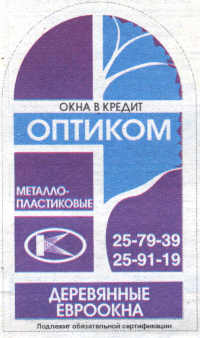 ОКНА В КРЕДИТ
ОПТИКОМ
МЕТАЛЛО-
ПЛАСТИКОВЫЕ
25-79-39
25-91-19
ДЕРЕВЯННЫЕ
ЕВРООКНА
Подлежит обязательной сертификации